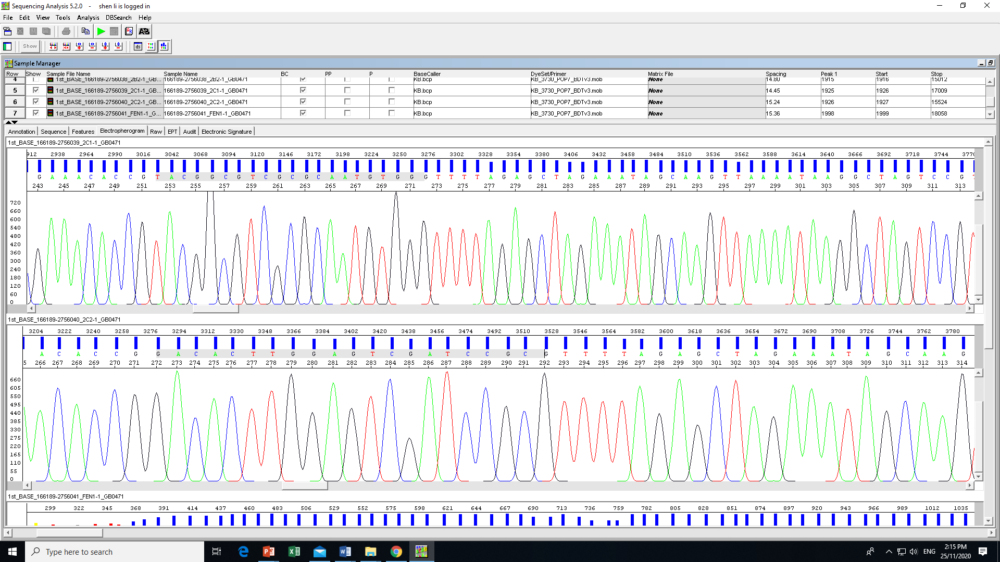 Sequencing Analysis 5.2.0 - shen li is logged in
File Edit View Tools Analysis DBSearch Help
Show
Sample Manager
Row Show Sample File Name Sample Name BC PP P BaseCaller DyeSet/Primer Matrix File Spacing Peak 1 Start Stop
4 1st_BASE_166189-2756038_2B2-1_GB... 166189-2756038_2B2-1_GB0471 KB.bcp KB_3730_POP7_BDTv3.mob None 14.80 1915 1916 15012
5 1st_BASE_166189-2756039_2C1-1_GB... 166189-2756039_2C1-1_GB0471 KB.bcp KB_3730_POP7_BDTv3.mob None 14.45 1925 1926 17009
6 1st_BASE_166189-2756040_2C2-1_GB... 166189-2756040_2C2-1_GB0471 KB.bcp KB_3730_POP7_BDTv3.mob None 15.24 1926 1927 15524
7 1st_BASE_166189-2756041_FEN1-1_G... 166189-2756041_FEN1-1_GB0471 KB.bcp KB_3730_POP7_BDTv3.mob None 15.36 1998 1999 18058
Annotation Sequence Features Electropherogram Raw EPT Audit Electronic Signature
1st_BASE_166189-2756039_2C1-1_GB0471
2938 2964 2990 3016 3042 3068 3094 3120 3146 3172 3198 3224 3250 3276 3302 3328 3354 3380 3406 3432 3458 3484 3510 3536 3562 3588 3614 3640 3666 3692 3718 3744 3770
G A A A C A C C G T A C G G C G T C G C G C A A T G T G G G T T T T A G A G C T A G A A A T A G C A A G T T A A A A T A A G G C T A G T C C G
243 245 247 249 251 253 255 257 259 261 263 265 267 269 271 273 275 277 279 281 283 285 287 289 291 293 295 297 299 301 303 305 307 309 311 313
720
660
600
540
480
420
360
300
240
180
120
60
0
1st_BASE_166189-2756040_2C2-1_GB0471
3204 3222 3240 3258 3276 3294 3312 3330 3348 3366 3384 3402 3420 3438 3456 3474 3492 3510 3528 3546 3564 3582 3600 3618 3636 3654 3672 3690 3708 3726 3744 3762 3780
A C A C C G G A C A C T T G G A G T C G A T C C G C G T T T T A G A G C T A G A A A T A G C A A G
5 266 267 268 269 270 271 272 273 274 275 276 277 278 279 280 281 282 283 284 285 286 287 288 289 290 291 292 293 294 295 296 297 298 299 300 301 302 303 304 305 306 307 308 309 310 311 312 313 314
660
605
550
495
440
385
330
275
220
165
110
55
0
1st_BASE_166189-2756041_FEN1-1_GB0471
299 322 345 368 391 414 437 460 483 506 529 552 575 598 621 644 667 690 713 736 759 782 805 828 851 874 897 920 943 966 989 1012 1035
Type here to search
ENG
2:15 PM
25/11/2020